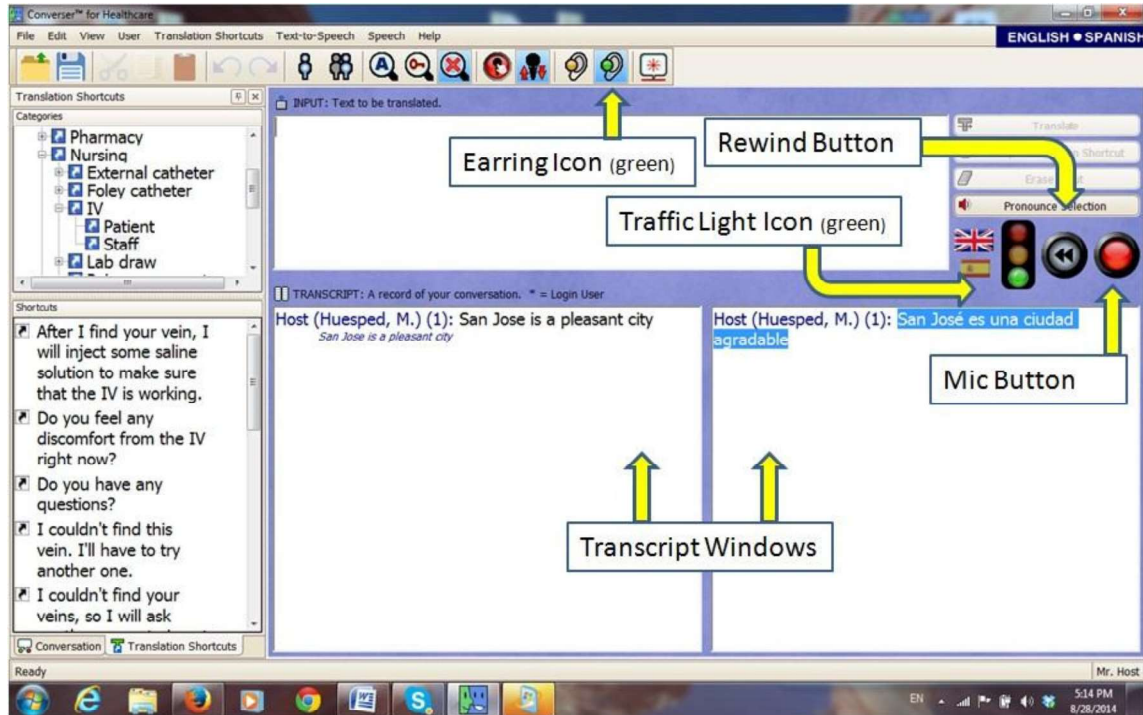 Converser™ for Healthcare
File Edit View User Translation Shortcuts Text-to-Speech Speech Help
ENGLISH ● SPANISH
Translation Shortcuts
Categories
Pharmacy
Nursing
External catheter
Foley catheter
IV
Patient
Staff
Lab draw
Shortcuts
After I find your vein, I
will inject some saline
solution to make sure
that the IV is working.
Do you feel any
discomfort from the IV
right now?
Do you have any
questions?
I couldn't find this
vein. I'll have to try
another one.
I couldn't find your
veins, so I will ask
Conversation Translation Shortcuts
INPUT: Text to be translated.
Earring Icon (green)
Rewind Button
Traffic Light Icon (green)
Translate
Shortcut
Erase
Pronounce Selection
TRANSCRIPT: A record of your conversation. * = Login User
Host (Huesped, M.) (1): San Jose is a pleasant city
San Jose is a pleasant city
Host (Huesped, M.) (1): San José es una ciudad
agradable
Mic Button
Transcript Windows
Ready
Mr. Host
EN
5:14 PM
8/28/2014